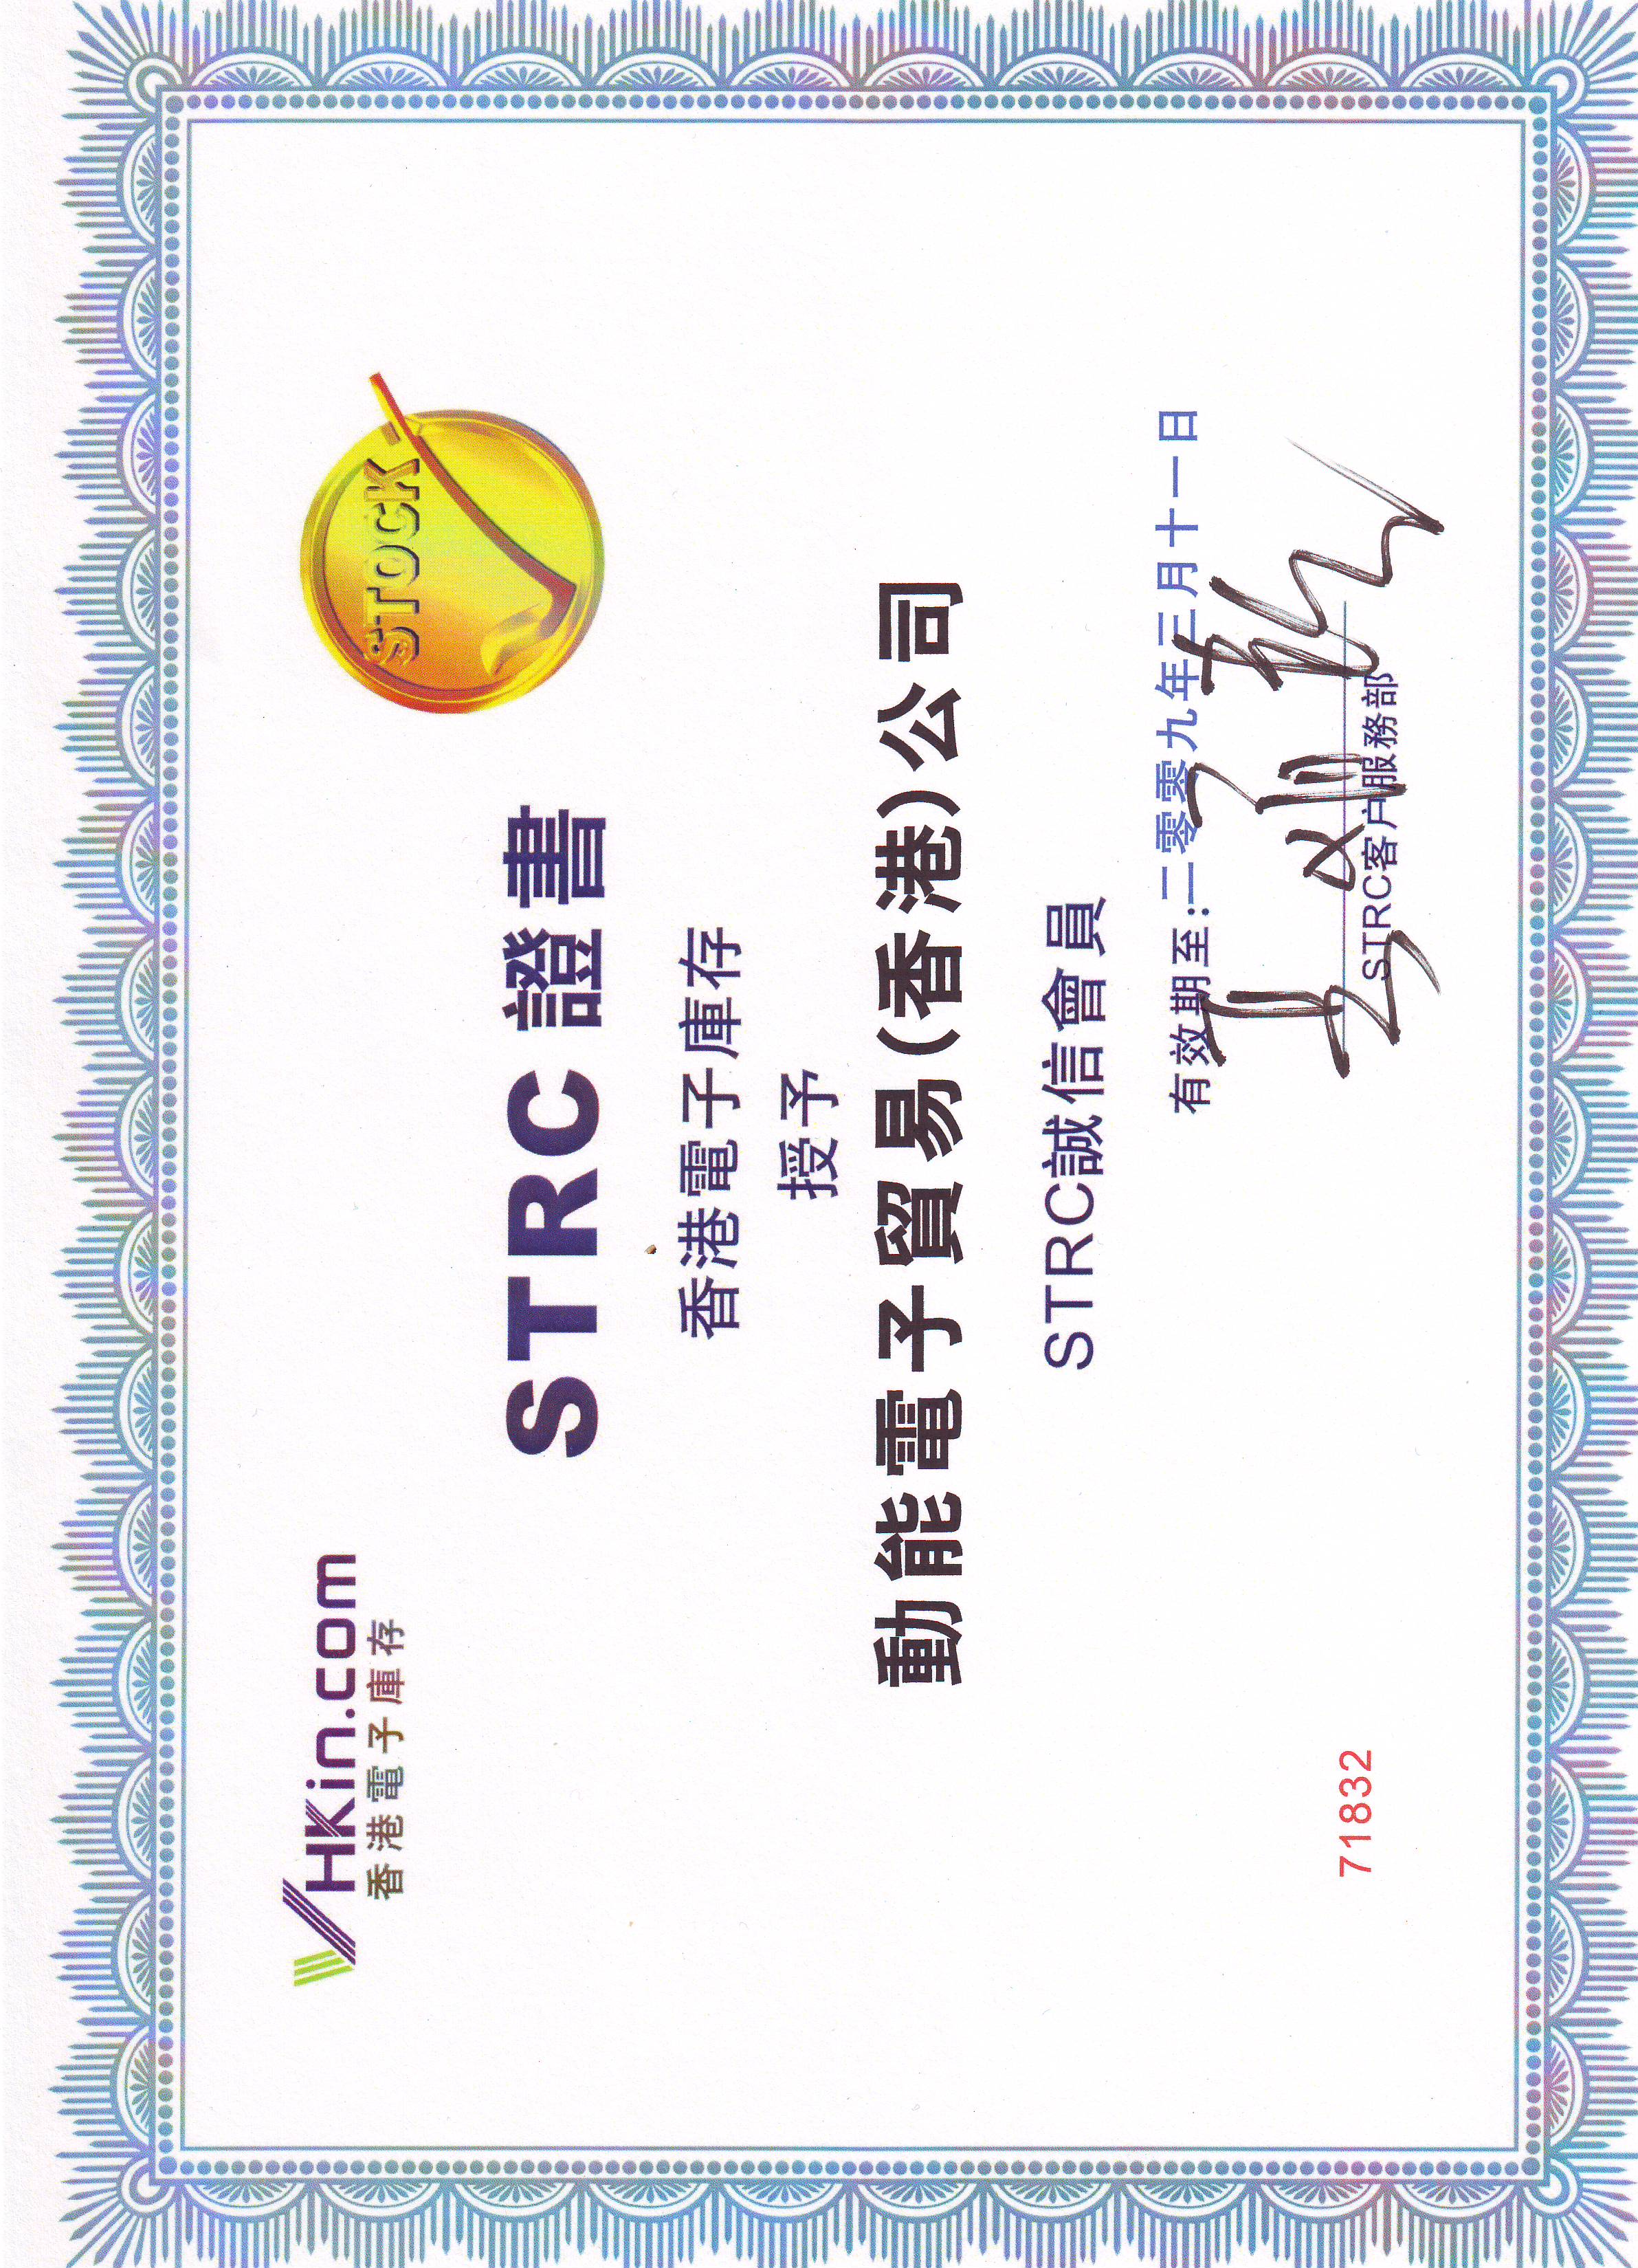 HKin.com
香港電子庫存
STOCK
STRC 證書
香港電子庫存
授予
動能電子貿易(香港)公司
STRC誠信會員
有效期至:二零零九年三月十一日
STRC客户服務部
71832